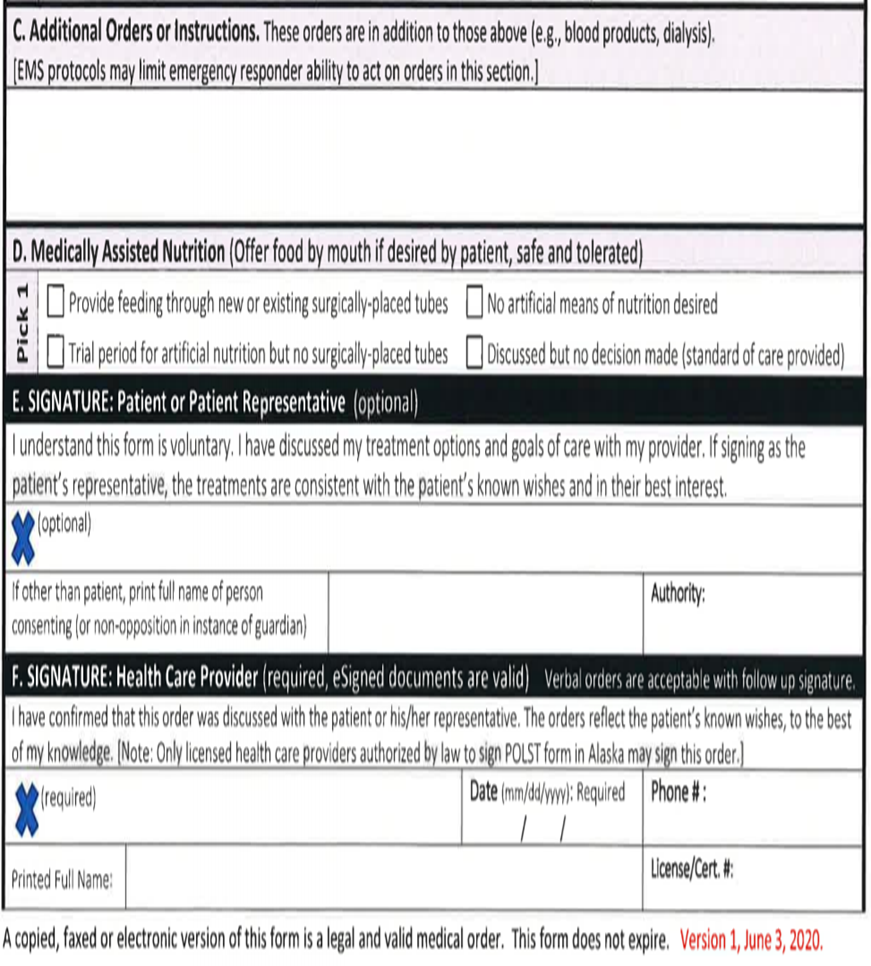 C. Additional Orders or Instructions. These orders are in addition to those above (e.g., blood products, dialysis).
[EMS protocols may limit emergency responder ability to act on orders in this section.]
D. Medically Assisted Nutrition (Offer food by mouth if desired by patient, safe and tolerated)
Pick 1
Provide feeding through new or existing surgically-placed tubes
No artificial means of nutrition desired
Trial period for artificial nutrition but no surgically-placed tubes
Discussed but no decision made (standard of care provided)
E. SIGNATURE: Patient or Patient Representative (optional)
I understand this form is voluntary. I have discussed my treatment options and goals of care with my provider. If signing as the
patient's representative, the treatments are consistent with the patient's known wishes and in their best interest.
X (optional)
If other than patient, print full name of person
consenting (or non-opposition in instance of guardian)
Authority:
F. SIGNATURE: Health Care Provider (required, eSigned documents are valid) Verbal orders are acceptable with follow up signature.
I have confirmed that this order was discussed with the patient or his/her representative. The orders reflect the patient's known wishes, to the best
of my knowledge. [Note: Only licensed health care providers authorized by law to sign POLST form in Alaska may sign this order.]
X (required)
Date (mm/dd/yyyy): Required
/ /
Phone # :
Printed Full Name:
License/Cert. #:
A copied, faxed or electronic version of this form is a legal and valid medical order. This form does not expire. Version 1, June 3, 2020.